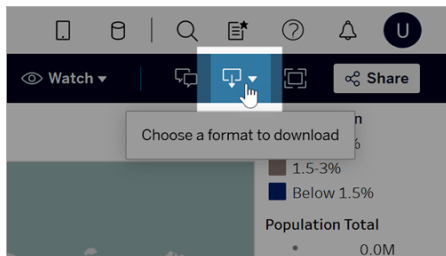 U
Watch
Share
Choose a format to download
n
%
1.5-3%
Below 1.5%
Population Total
0.0M